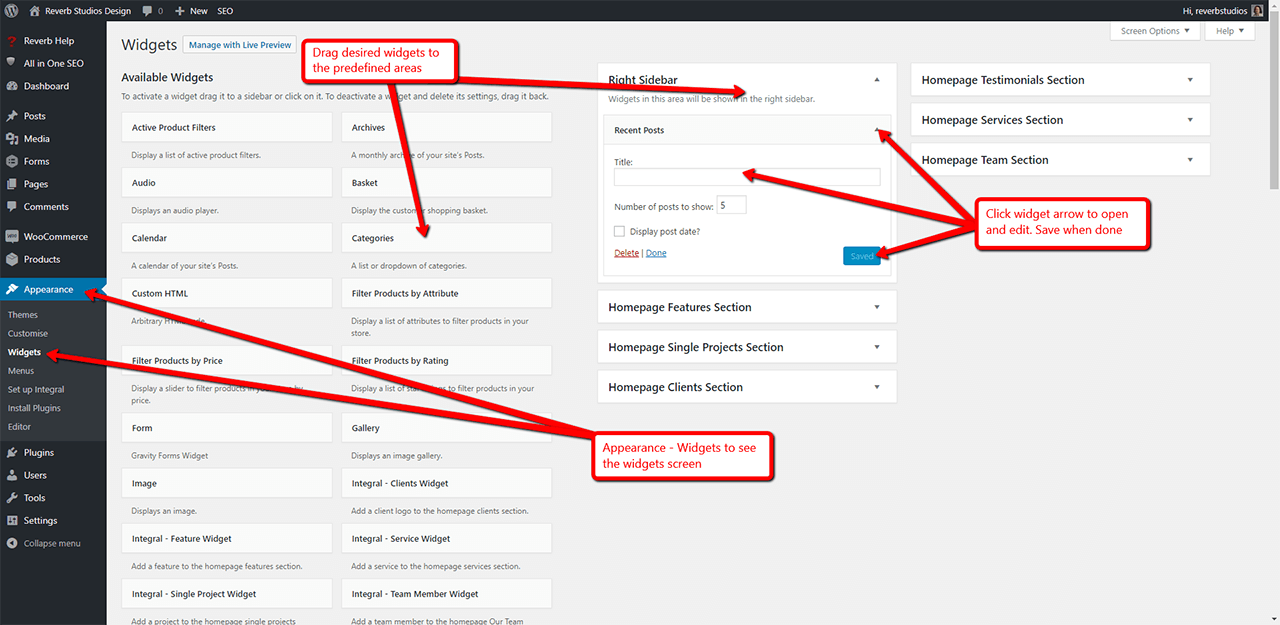 Reverb Studios Design 0 New SEO Hi, reverbstudios
Screen Options Help
Reverb Help
All in One SEO
Dashboard
Posts
Media
Forms
Pages
Comments
WooCommerce
Products
Appearance
Themes
Customise
Widgets
Menus
Set up Integral
Install Plugins
Editor
Plugins
Users
Tools
Settings
Collapse menu
Widgets Manage with Live Preview
Drag desired widgets to
the predefined areas
Available Widgets
To activate a widget drag it to a sidebar or click on it. To deactivate a widget and delete its settings, drag it back.
Active Product Filters
Display a list of active product filters.
Archives
A monthly archive of your site's Posts.
Audio
Displays an audio player.
Basket
Display the customer shopping basket.
Calendar
A calendar of your site's Posts.
Categories
A list or dropdown of categories.
Custom HTML
Arbitrary HTML code.
Filter Products by Attribute
Display a list of attributes to filter products in your
store.
Filter Products by Price
Display a slider to filter products in your shop by
price.
Filter Products by Rating
Display a list of star ratings to filter products in your
Form
Gravity Forms Widget
Gallery
Displays an image gallery.
Image
Displays an image.
Integral - Clients Widget
Add a client logo to the homepage clients section.
Integral - Feature Widget
Add a feature to the homepage features section.
Integral - Service Widget
Add a service to the homepage services section.
Integral - Single Project Widget
Add a project to the homepage single projects
Integral - Team Member Widget
Add a team member to the homepage Our Team
Right Sidebar
Widgets in this area will be shown in the right sidebar.
Recent Posts
Title:
Number of posts to show: 5
Display post date?
Delete | Done
Saved
Homepage Features Section
Homepage Single Projects Section
Homepage Clients Section
Homepage Testimonials Section
Homepage Services Section
Homepage Team Section
Click widget arrow to open
and edit. Save when done
Appearance - Widgets to see
the widgets screen